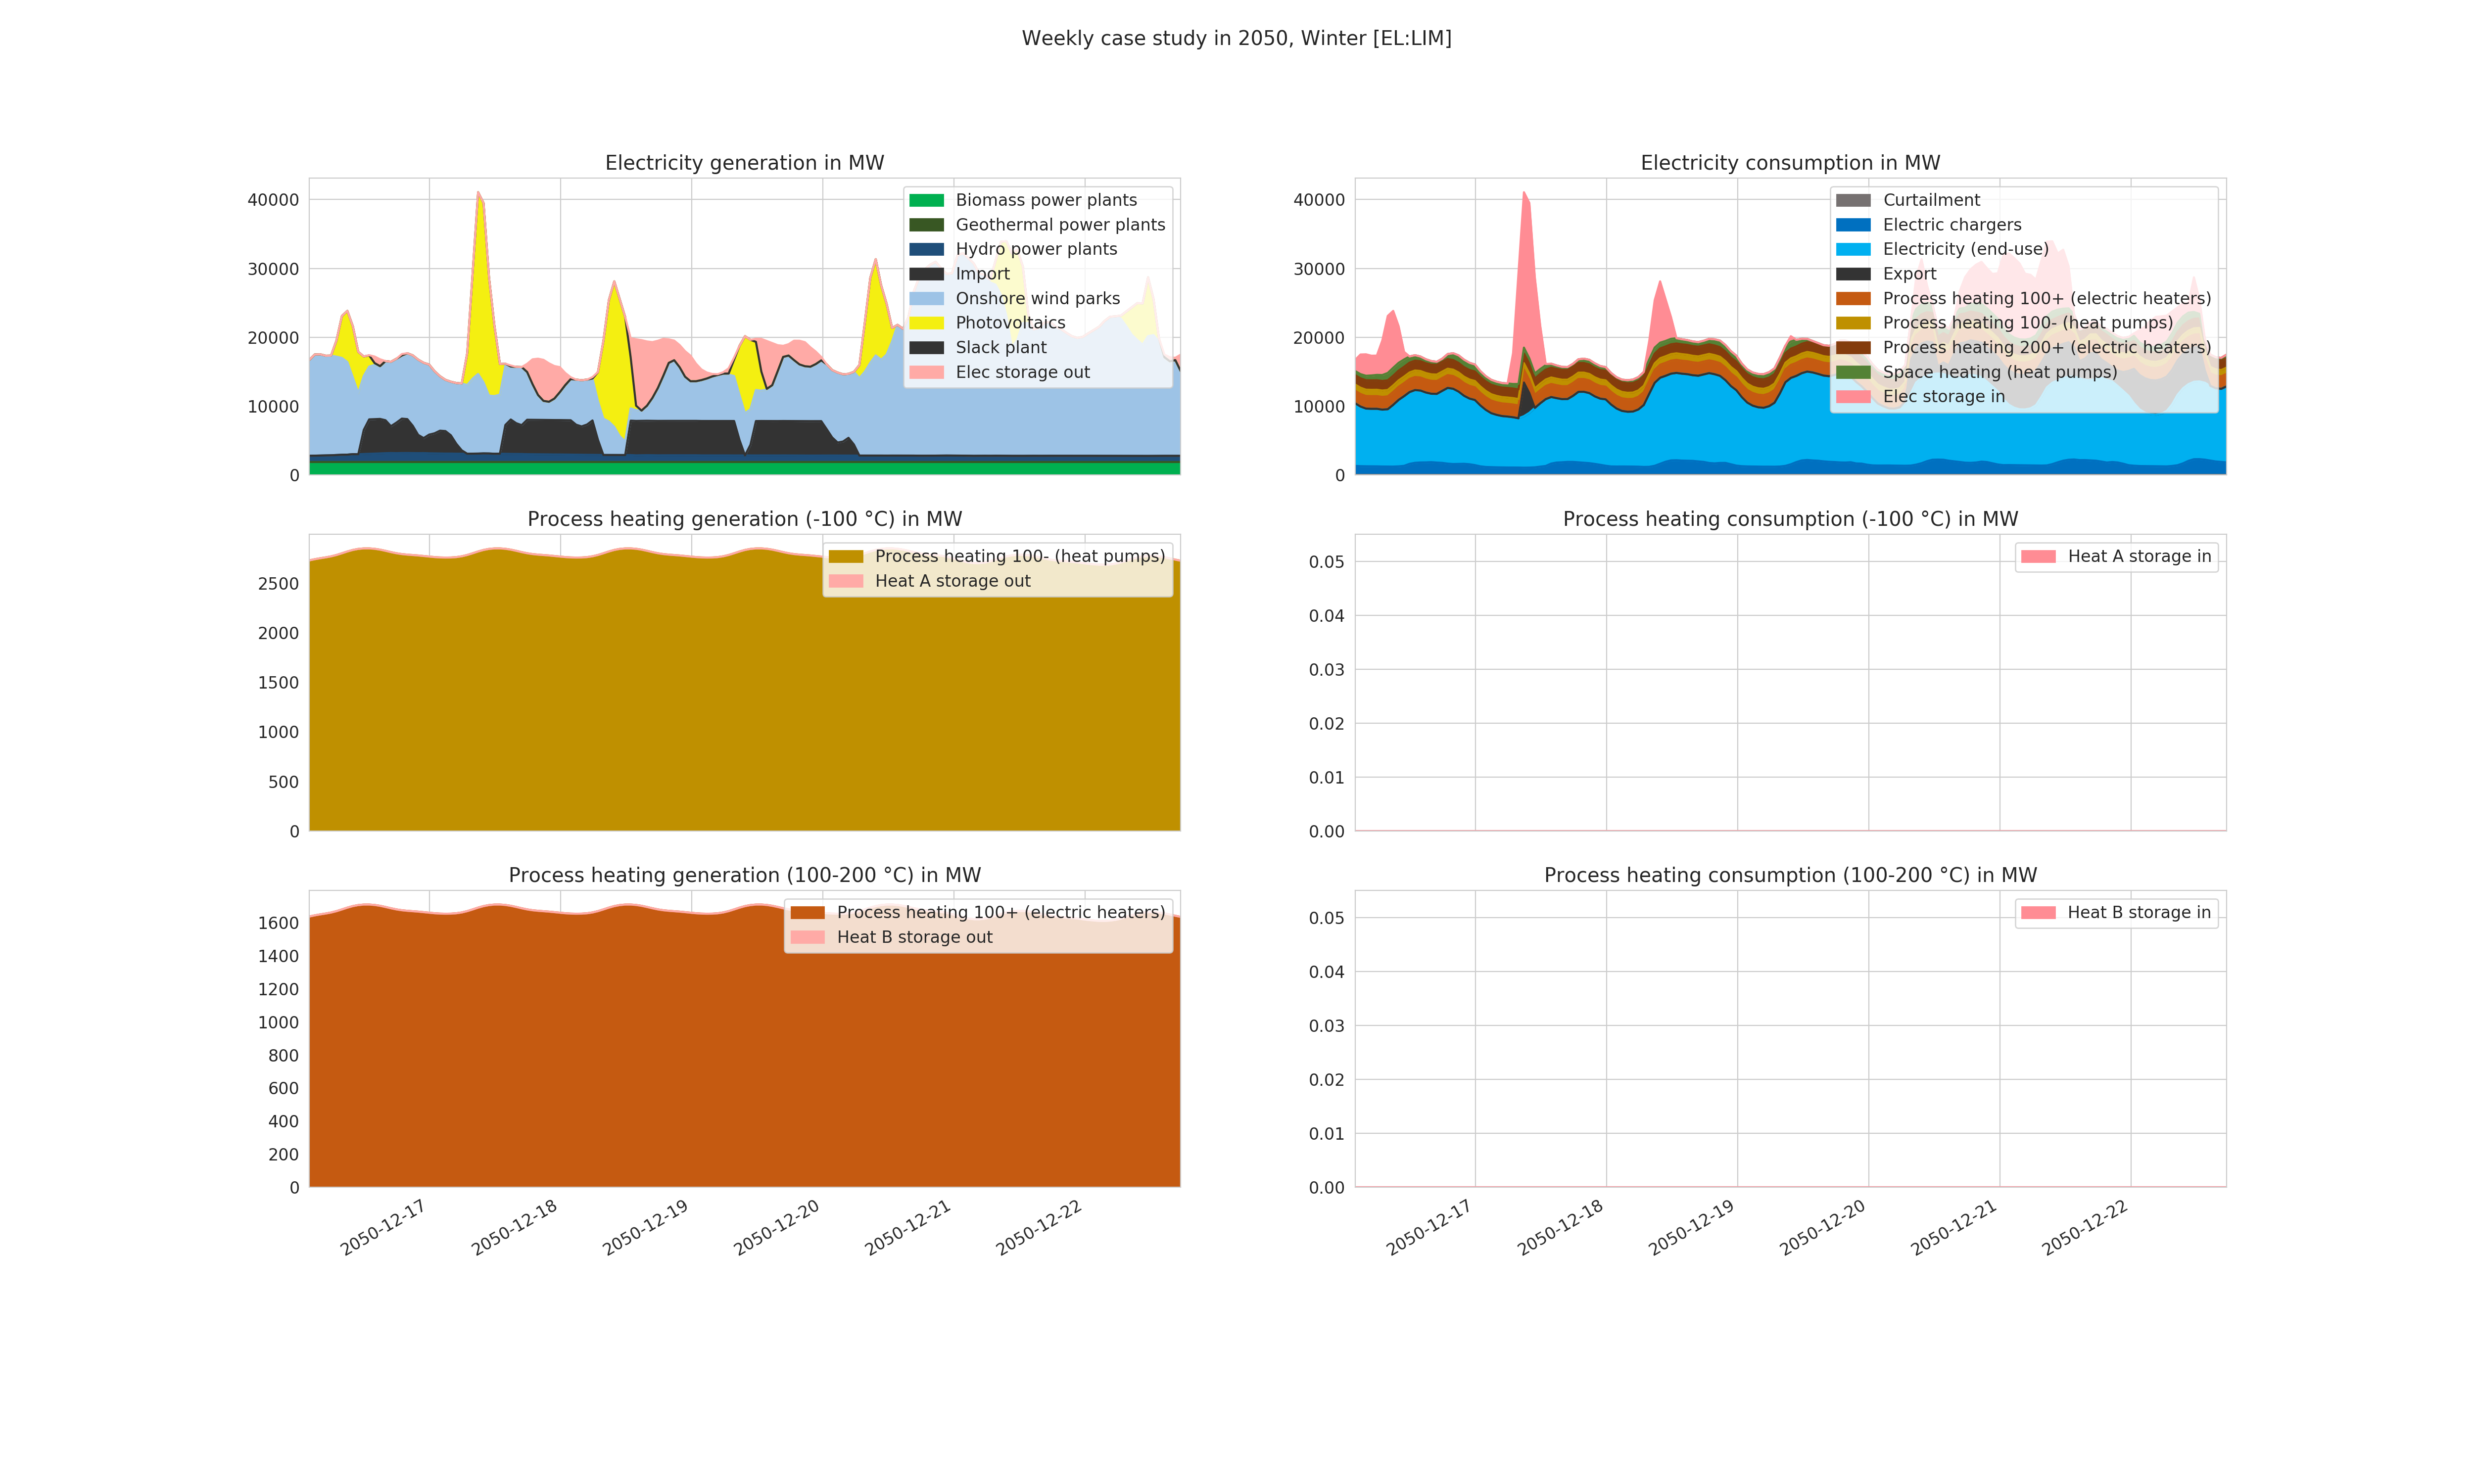 Weekly case study in 2050, Winter [EL:LIM]
Electricity generation in MW
40000
30000
20000
10000
0
Biomass power plants
Geothermal power plants
Hydro power plants
Import
Onshore wind parks
Photovoltaics
Slack plant
Elec storage out
Electricity consumption in MW
40000
30000
20000
10000
0
Curtailment
Electric chargers
Electricity (end-use)
Export
Process heating 100+ (electric heaters)
Process heating 100- (heat pumps)
Process heating 200+ (electric heaters)
Space heating (heat pumps)
Elec storage in
Process heating generation (-100 °C) in MW
2500
2000
1500
1000
500
0
Process heating 100- (heat pumps)
Heat A storage out
Process heating consumption (-100 °C) in MW
0.05
0.04
0.03
0.02
0.01
0.00
Heat A storage in
Process heating generation (100-200 °C) in MW
1600
1400
1200
1000
800
600
400
200
0
Process heating 100+ (electric heaters)
Heat B storage out
2050-12-17
2050-12-18
2050-12-19
2050-12-20
2050-12-21
2050-12-22
Process heating consumption (100-200 °C) in MW
0.05
0.04
0.03
0.02
0.01
0.00
Heat B storage in
2050-12-17
2050-12-18
2050-12-19
2050-12-20
2050-12-21
2050-12-22